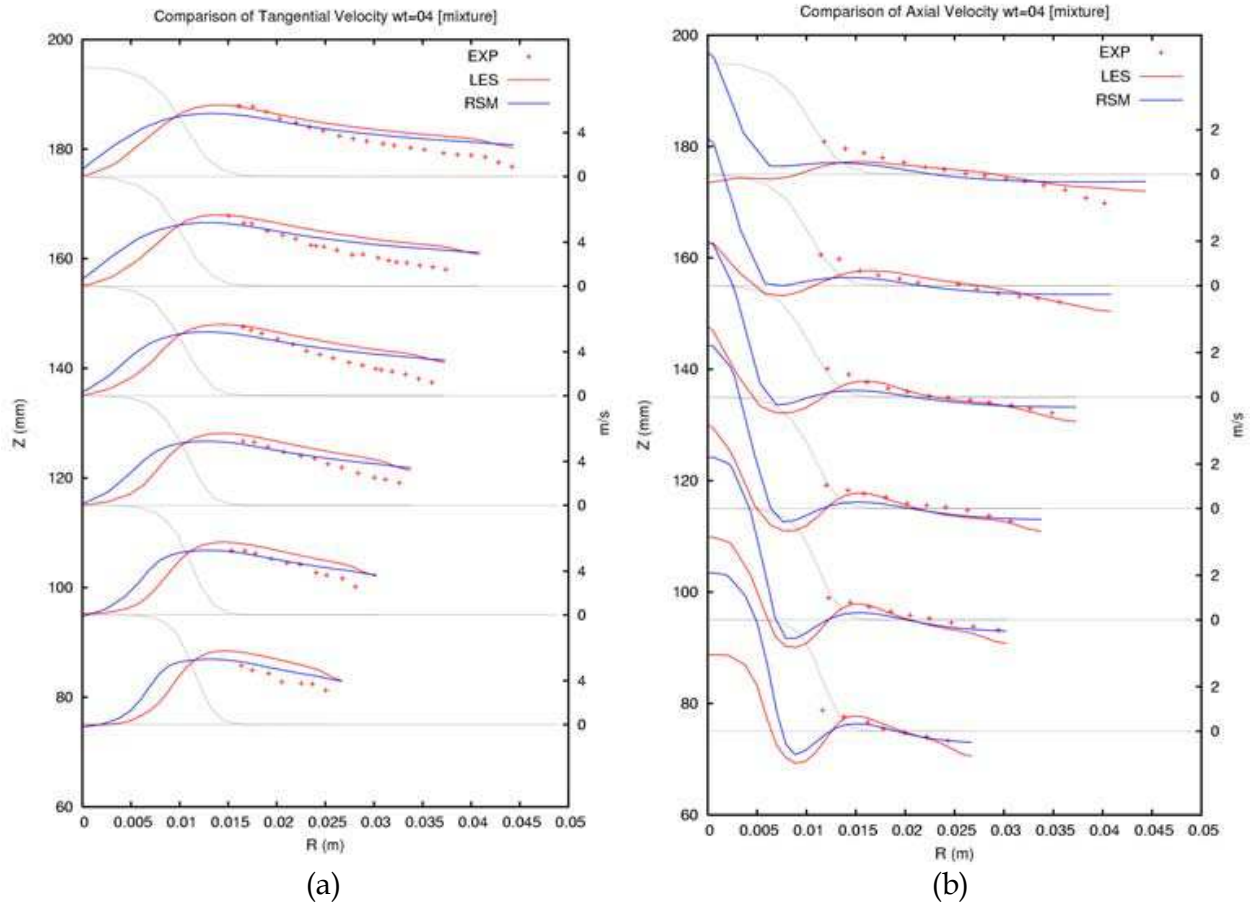 Comparison of Tangential Velocity wt=04 [mixture]
200
180
160
140
120
100
80
60
Z (mm)
EXP
LES
RSM
4
0
4
0
4
0
4
0
4
0
4
0
m/s
0 0.005 0.01 0.015 0.02 0.025 0.03 0.035 0.04 0.045 0.05
R (m)
(a)
Comparison of Axial Velocity wt=04 [mixture]
200
180
160
140
120
100
80
60
Z (mm)
EXP
LES
RSM
2
0
2
0
2
0
2
0
2
0
2
0
m/s
0 0.005 0.01 0.015 0.02 0.025 0.03 0.035 0.04 0.045 0.05
R (m)
(b)